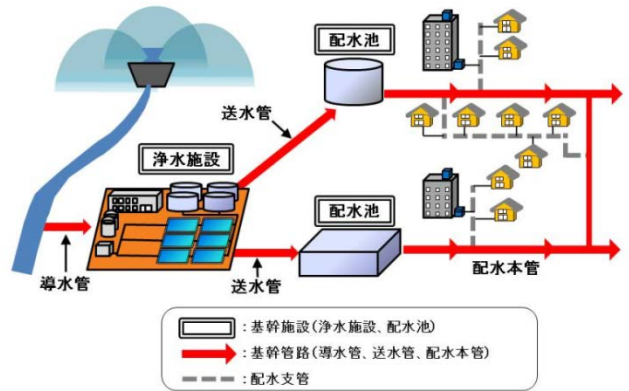 配水池
送水管
浄水施設
配水池
導水管
送水管
配水本管
：基幹施設(浄水施設、配水池)
：基幹管路(導水管、送水管、配水本管)
：配水支管